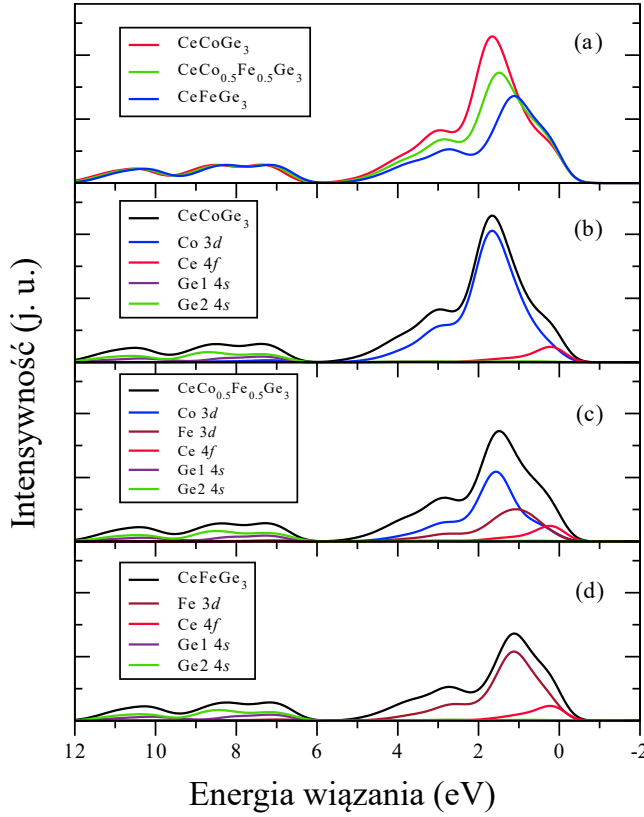 CeCoGe₃
CeCo₀.₅Fe₀.₅Ge₃
CeFeGe₃
(a)
CeCoGe₃
Co 3d
Ce 4f
Ge1 4s
Ge2 4s
(b)
CeCo₀.₅Fe₀.₅Ge₃
Co 3d
Fe 3d
Ce 4f
Ge1 4s
Ge2 4s
(c)
CeFeGe₃
Fe 3d
Ce 4f
Ge1 4s
Ge2 4s
(d)
12 10 8 6 4 2 0 -2
Energia wiązania (eV)
Intensywność (j. u.)